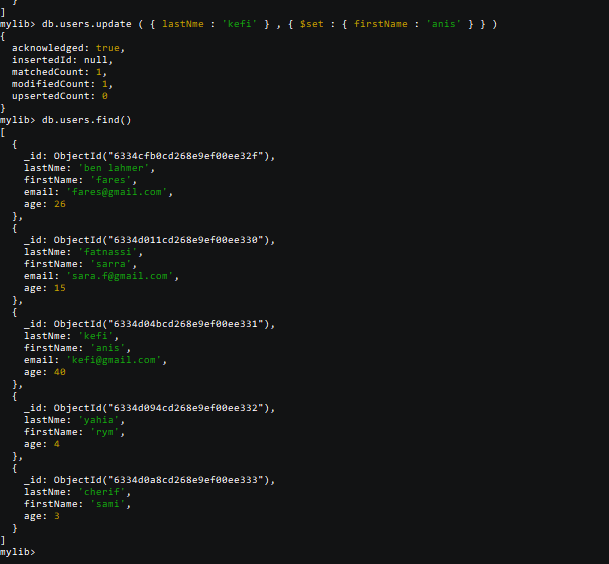 }
]
mylib> db.users.update ( { lastNme : 'kefi' } , { $set : { firstName : 'anis' } } )
{
acknowledged: true,
insertedId: null,
matchedCount: 1,
modifiedCount: 1,
upsertedCount: 0
}
mylib> db.users.find()
[
{
_id: ObjectId("6334cfb0cd268e9ef00ee32f"),
lastNme: 'ben lahmer',
firstName: 'fares',
email: 'fares@gmail.com',
age: 26
},
{
_id: ObjectId("6334d011cd268e9ef00ee330"),
lastNme: 'fatnassi',
firstName: 'sarra',
email: 'sara.f@gmail.com',
age: 15
},
{
_id: ObjectId("6334d04bcd268e9ef00ee331"),
lastNme: 'kefi',
firstName: 'anis',
email: 'kefi@gmail.com',
age: 40
},
{
_id: ObjectId("6334d094cd268e9ef00ee332"),
lastNme: 'yahia',
firstName: 'rym',
age: 4
},
{
_id: ObjectId("6334d0a8cd268e9ef00ee333"),
lastNme: 'cherif',
firstName: 'sami',
age: 3
}
]
mylib>